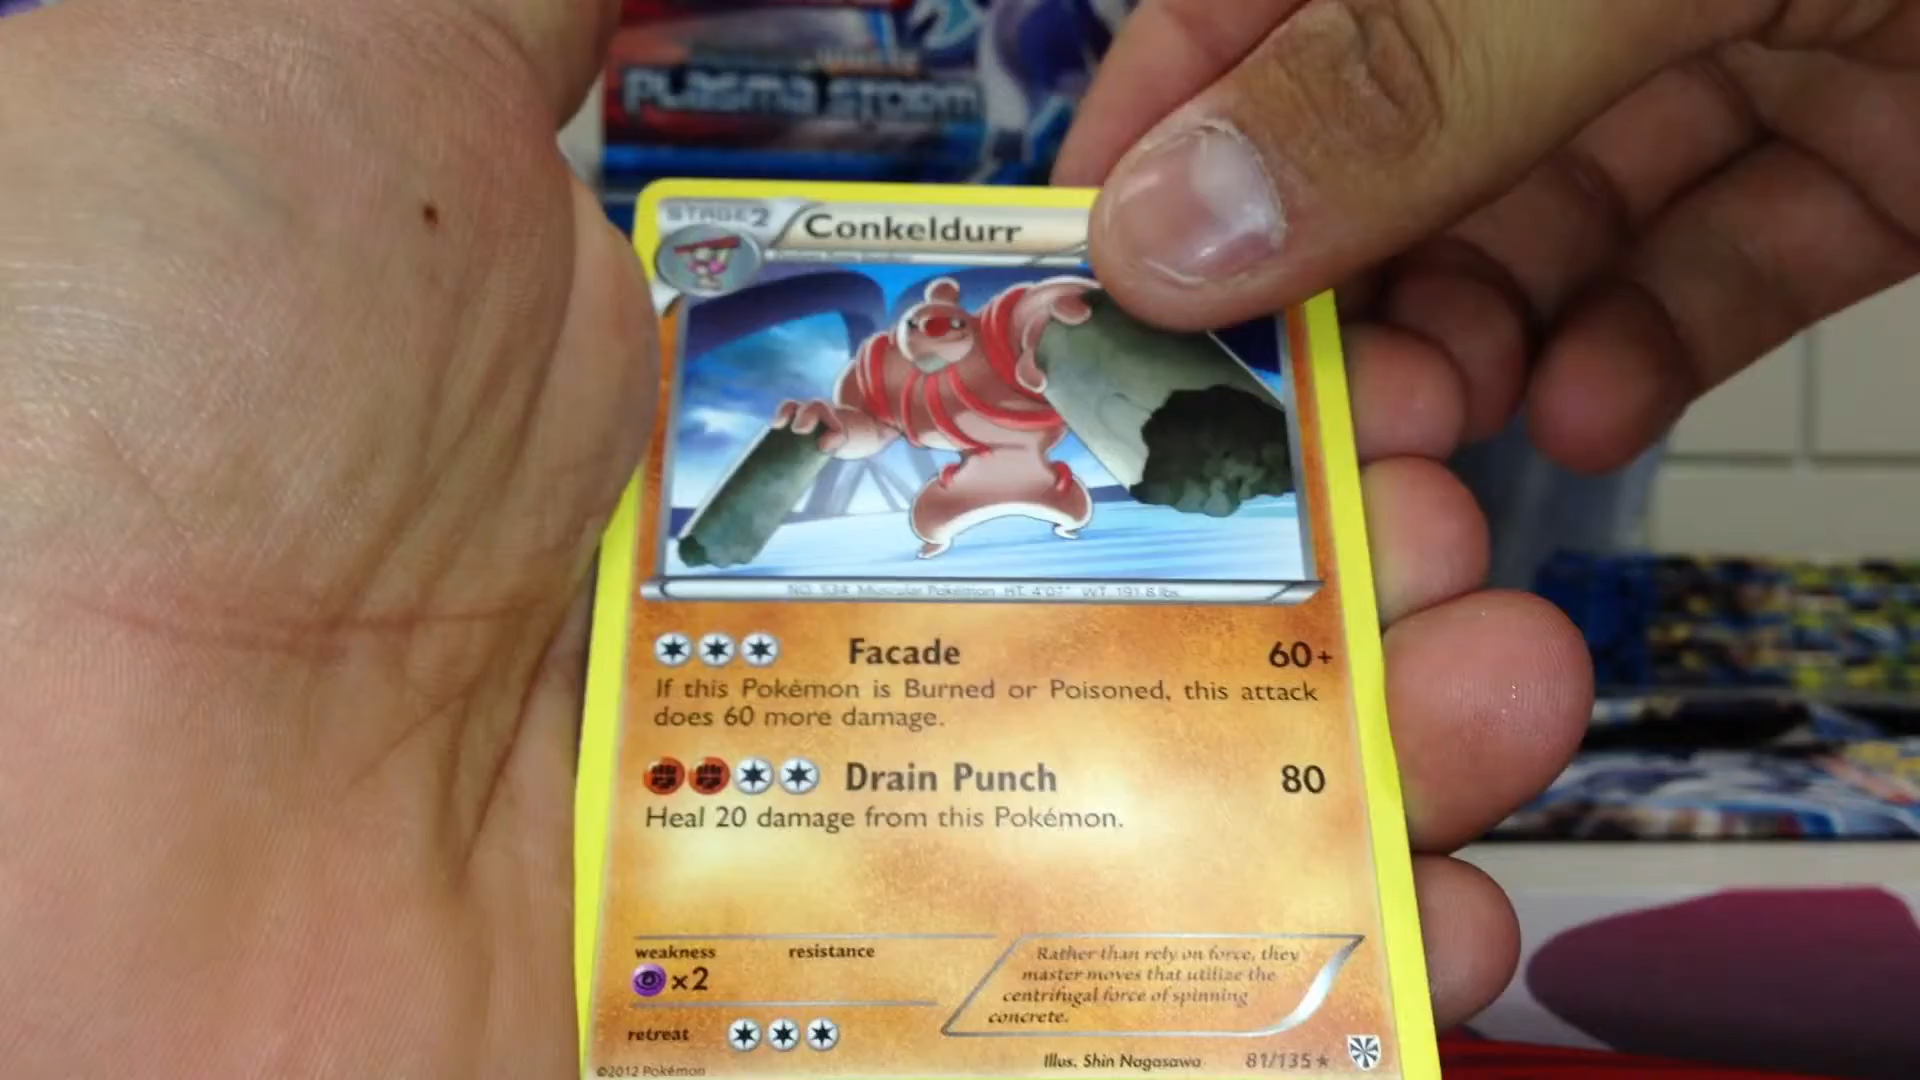 PLASMA STORM
STAGE2
Conkeldurr
NO. 534 Muscular Pokémon HT. 4'07" WT. 191.8 lbs.
Facade 60+
If this Pokémon is Burned or Poisoned, this attack
does 60 more damage.
Drain Punch 80
Heal 20 damage from this Pokémon.
weakness resistance
×2
Rather than rely on force, they
master moves that utilize the
centrifugal force of spinning
concrete.
retreat
Illus. Shin Nagasawa 81/135 ★
©2012 Pokémon